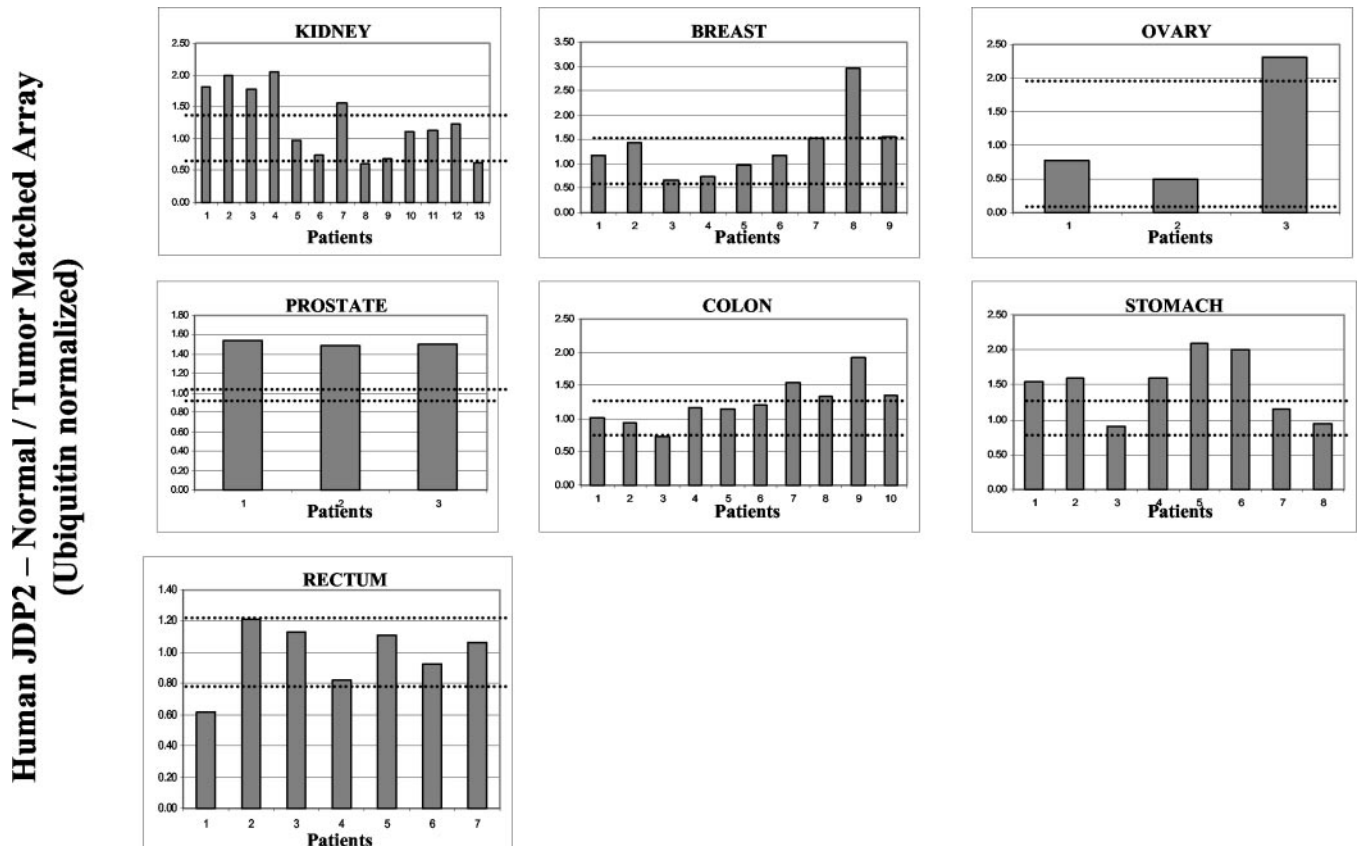 Human JDP2 – Normal / Tumor Matched Array
(Ubiquitin normalized)
KIDNEY
2.50
2.00
1.50
1.00
0.50
0.00
1 2 3 4 5 6 7 8 9 10 11 12 13
Patients
BREAST
3.50
3.00
2.50
2.00
1.50
1.00
0.50
0.00
1 2 3 4 5 6 7 8 9
Patients
OVARY
2.50
2.00
1.50
1.00
0.50
0.00
1 2 3
Patients
PROSTATE
1.80
1.60
1.40
1.20
1.00
0.80
0.60
0.40
0.20
0.00
1 2 3
Patients
COLON
2.50
2.00
1.50
1.00
0.50
0.00
1 2 3 4 5 6 7 8 9 10
Patients
STOMACH
2.50
2.00
1.50
1.00
0.50
0.00
1 2 3 4 5 6 7 8
Patients
RECTUM
1.40
1.20
1.00
0.80
0.60
0.40
0.20
0.00
1 2 3 4 5 6 7
Patients